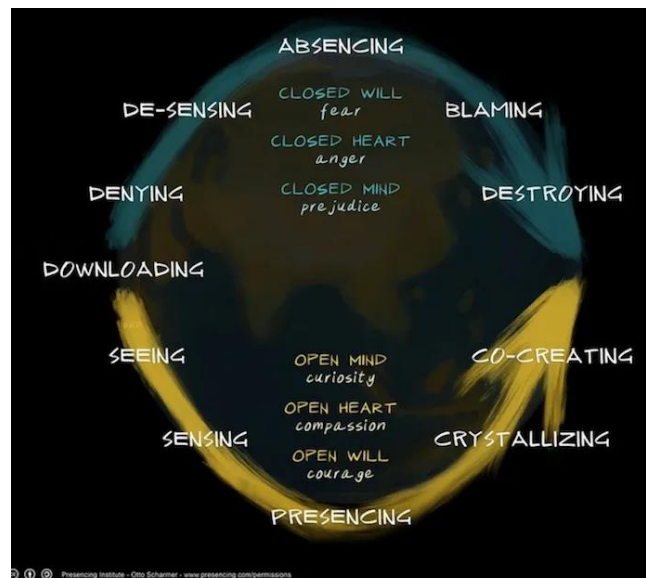 ABSENCING
CLOSED WILL
fear
DE-SENSING
BLAMING
CLOSED HEART
anger
CLOSED MIND
prejudice
DENYING
DESTROYING
DOWNLOADING
SEEING
OPEN MIND
curiosity
CO-CREATING
OPEN HEART
compassion
SENSING
CRYSTALLIZING
OPEN WILL
courage
PRESENCING
Presencing Institute - Otto Scharmer - www.presencing.com/permissions